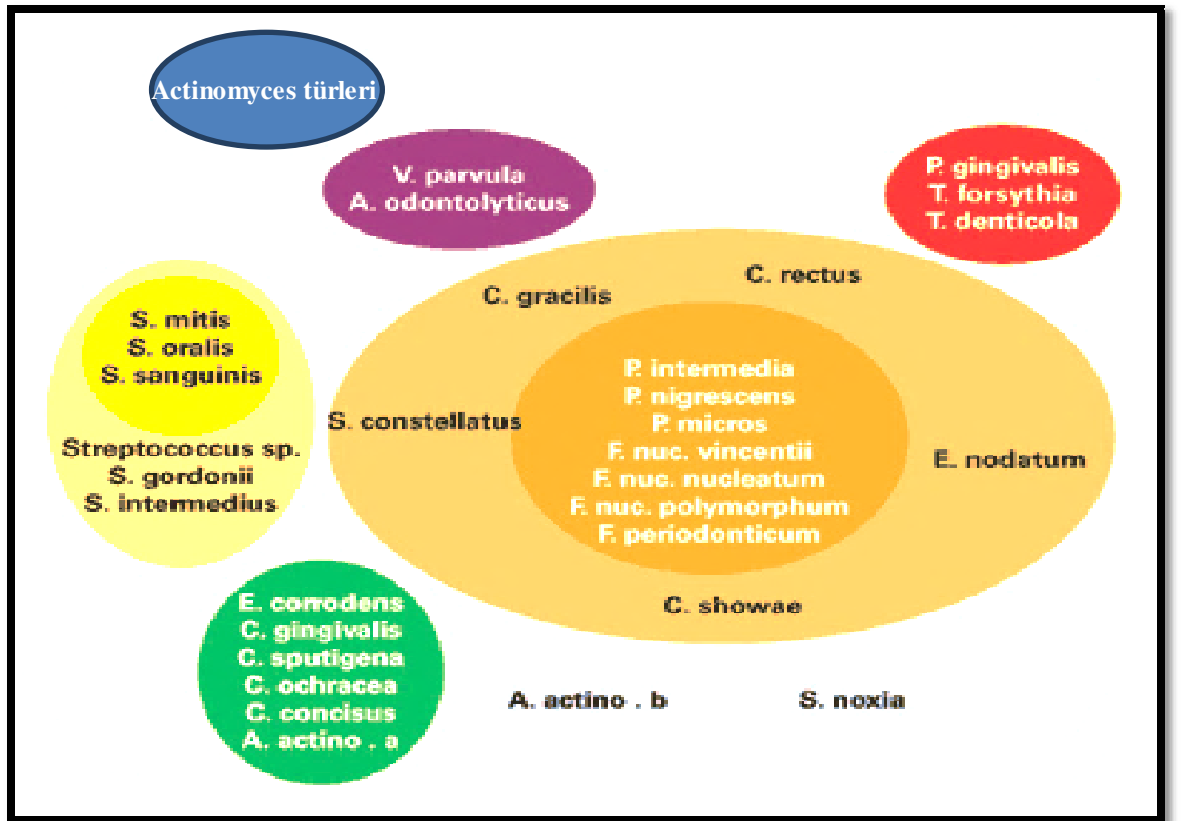 Actinomyces türleri
V. parvula
A. odontolyticus
P. gingivalis
T. forsythia
T. denticola
S. mitis
S. oralis
S. sanguinis
Streptococcus sp.
S. gordonii
S. intermedius
C. gracilis
C. rectus
S. constellatus
E. nodatum
C. showae
P. intermedia
P. nigrescens
P. micros
F. nuc. vincentii
F. nuc. nucleatum
F. nuc. polymorphum
F. periodonticum
E. corrodens
C. gingivalis
C. sputigena
C. ochracea
C. concisus
A. actino . a
A. actino . b
S. noxia